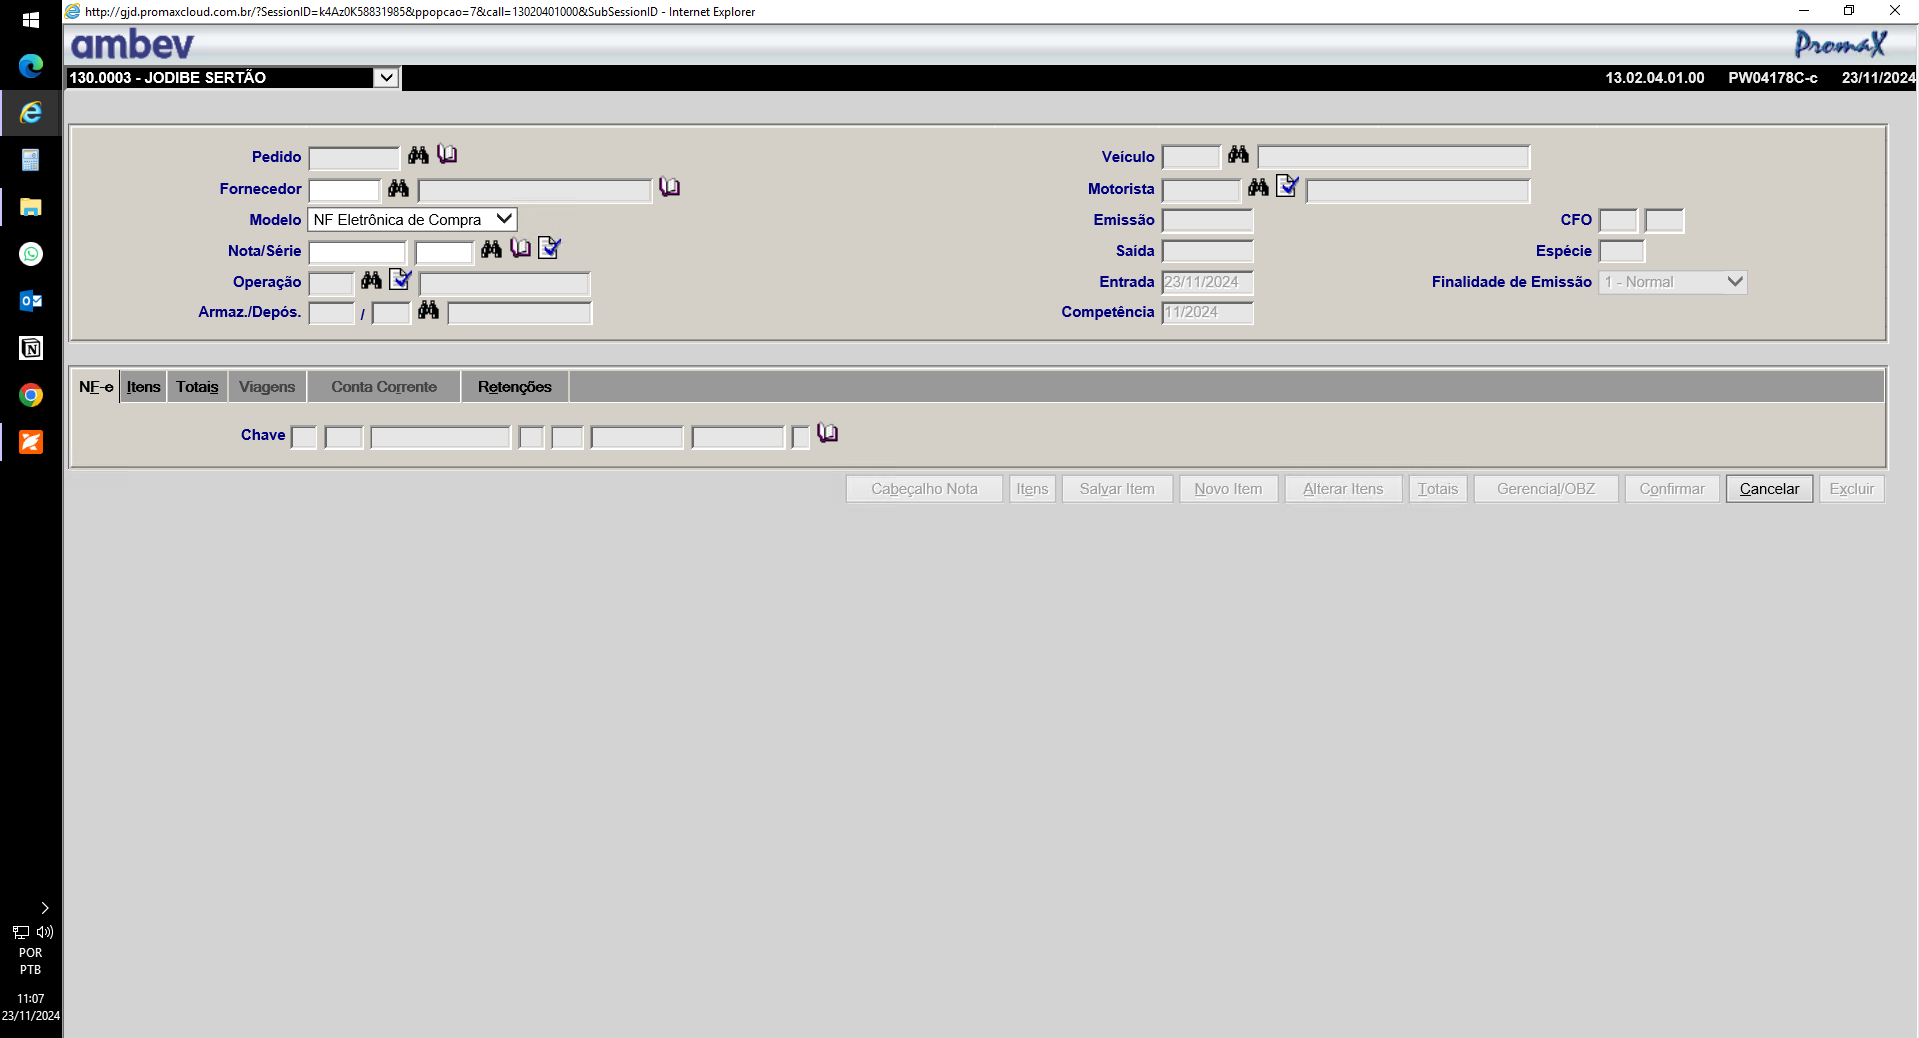 http://gjd.promaxcloud.com.br/?SessionID=k4Az0K58831985&ppopcao=7&call=13020401000&SubSessionID - Internet Explorer
ambev
PromaX
130.0003 - JODIBE SERTÃO
13.02.04.01.00 PW04178C-c 23/11/2024
Pedido
Veículo
Fornecedor
Motorista
Modelo NF Eletrônica de Compra
Emissão
CFO
Nota/Série
Saída
Espécie
Operação
Entrada 23/11/2024
Finalidade de Emissão 1 - Normal
Armaz./Depós. /
Competência 11/2024
NF-e Itens Totais Viagens Conta Corrente Retenções
Chave
Cabeçalho Nota Itens Salvar Item Novo Item Alterar Itens Totais Gerencial/OBZ Confirmar Cancelar Excluir
POR
PTB
11:07
23/11/2024